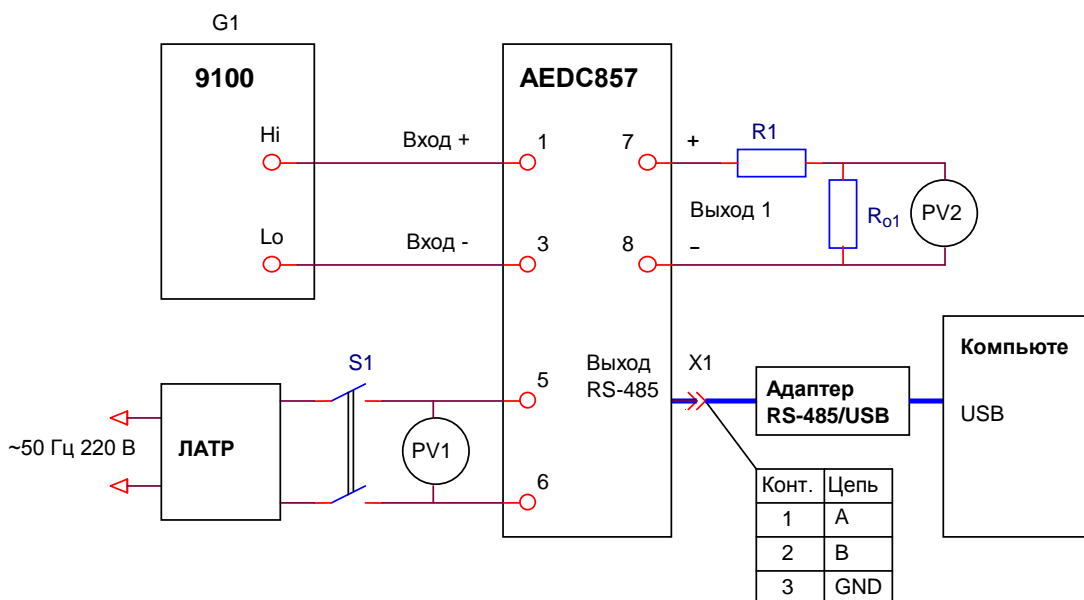 G1
9100
Hi
Lo
Вход +
Вход -
AEDC857
1
3
5
6
7
8
+
–
Выход 1
R1
Ro1
PV2
~50 Гц 220 В
ЛАТР
S1
PV1
Выход
RS-485
X1
Адаптер
RS-485/USB
Компьюте
USB
Конт. Цепь
1 A
2 B
3 GND